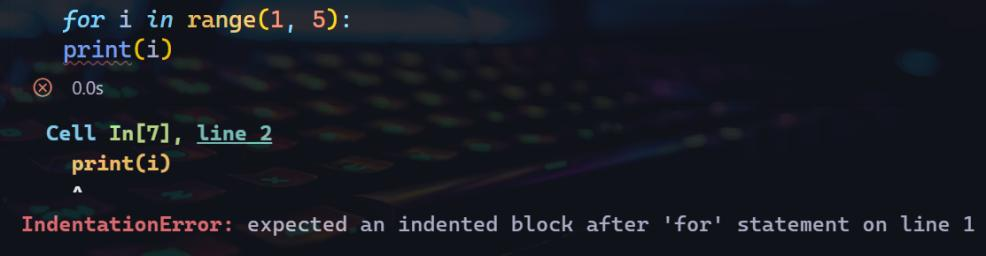 for i in range(1, 5):
print(i)
0.0s
Cell In[7], line 2
print(i)
^
IndentationError: expected an indented block after 'for' statement on line 1